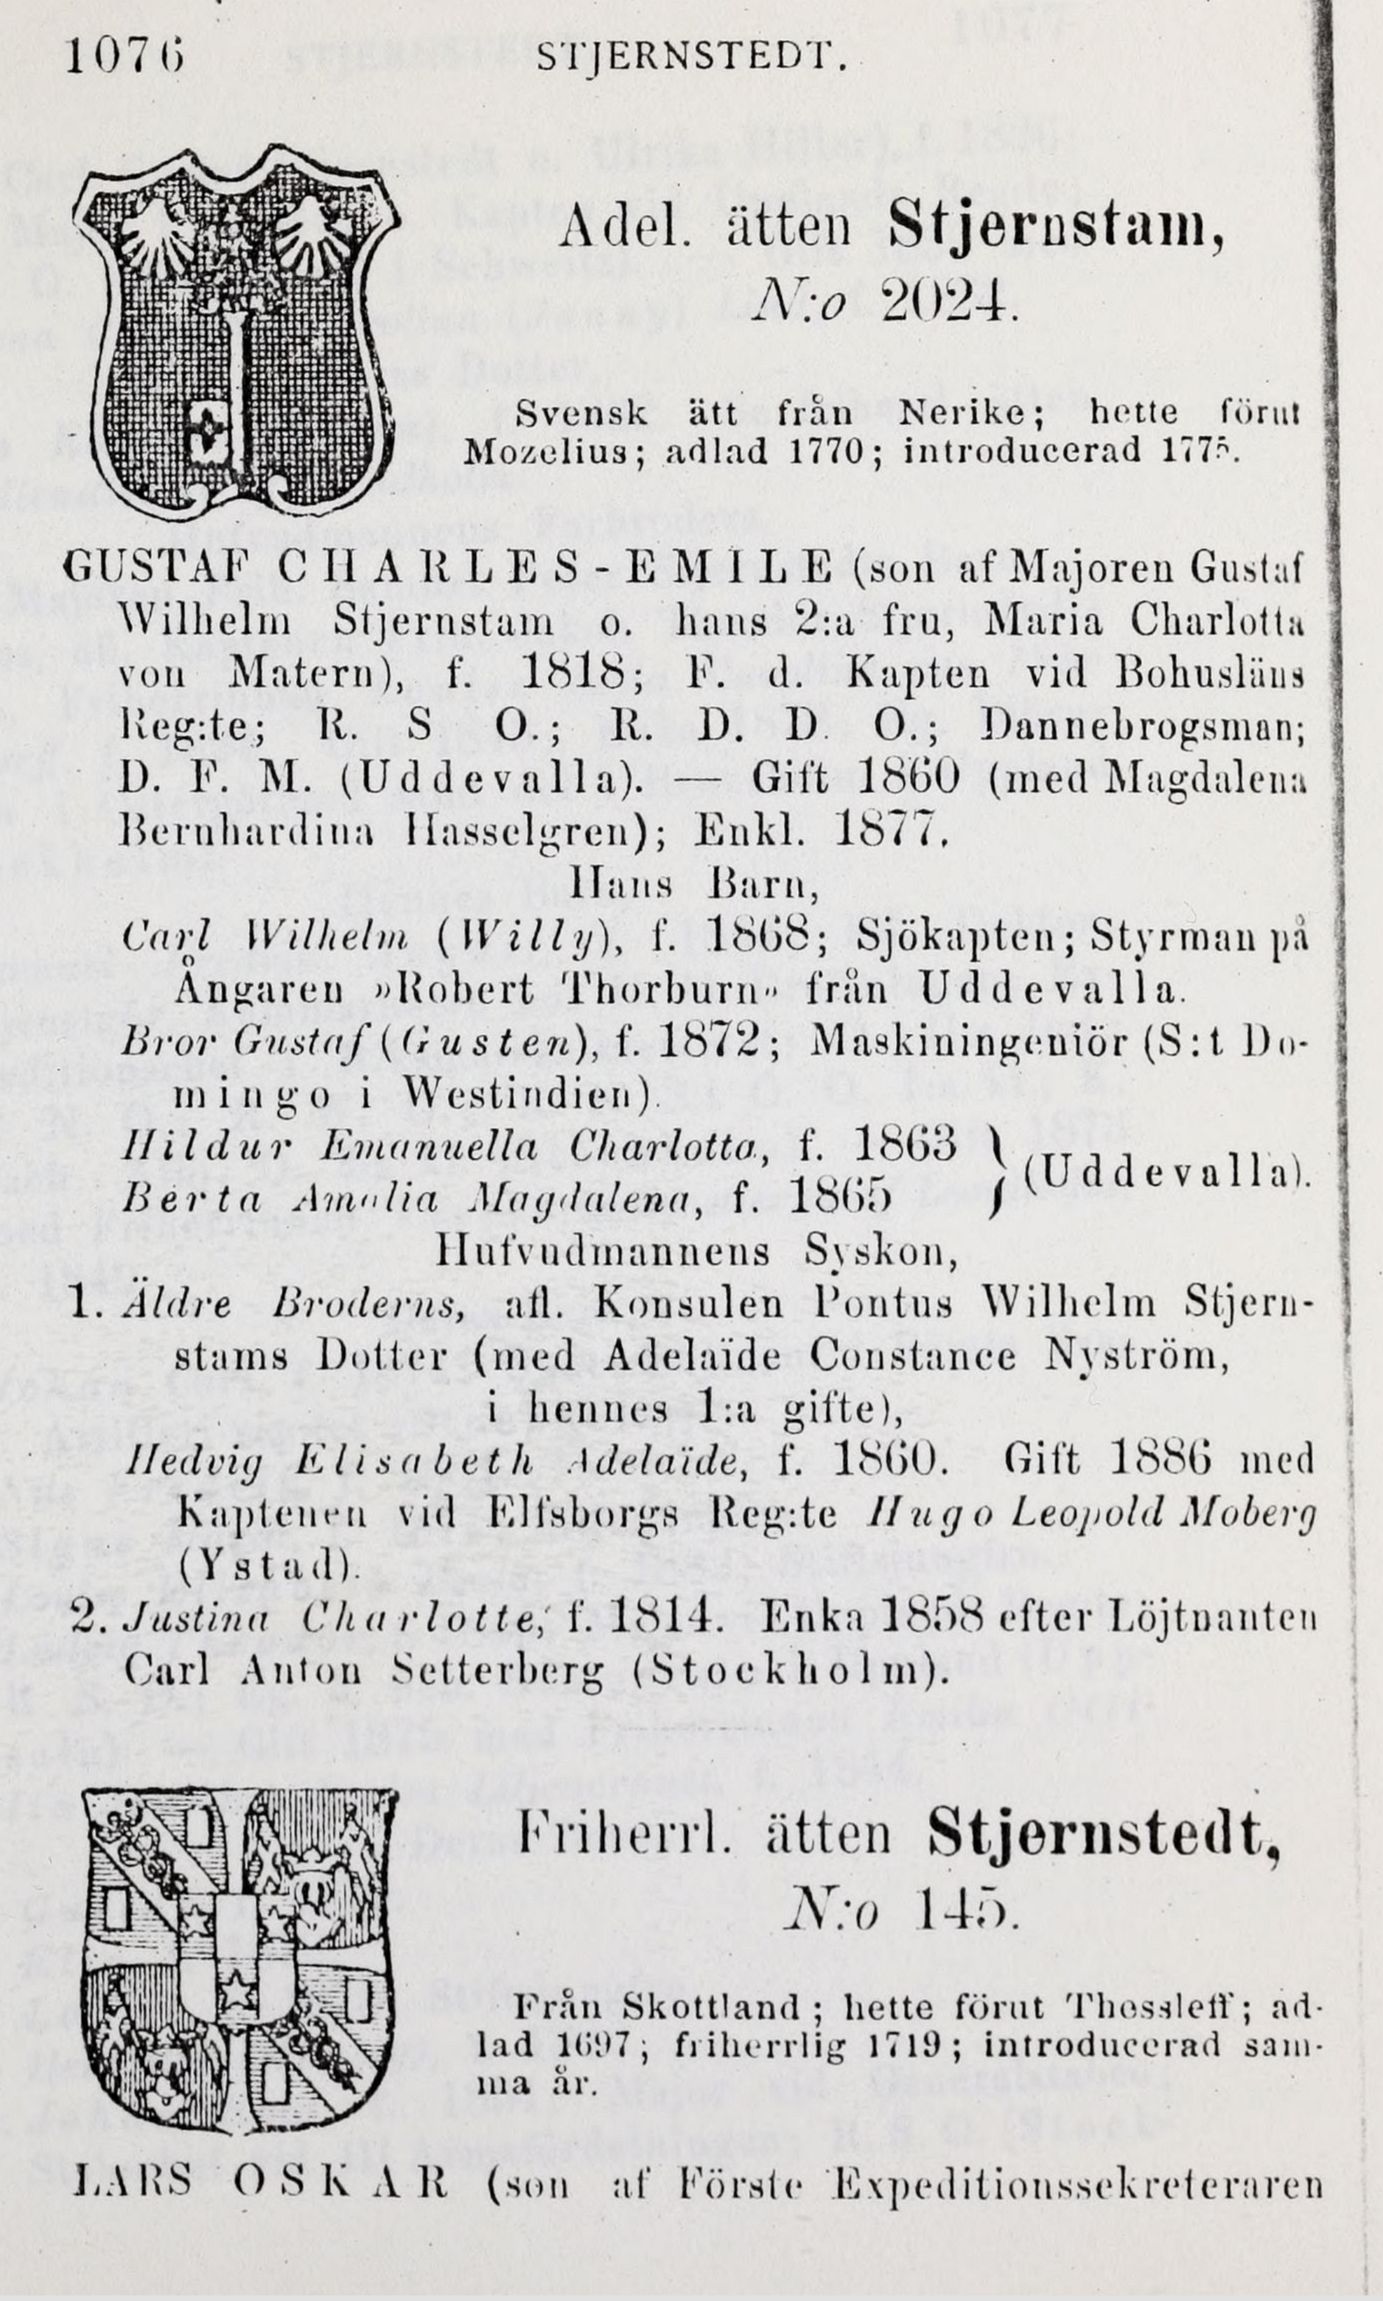 1076
STJERNSTEDT.
Adel. ätten Stjernstam,
N:o 2024.
Svensk ätt från Nerike; hette förut
Mozelius; adlad 1770; introducerad 1775.
GUSTAF CHARLES-EMILE (son af Majoren Gustaf
Wilhelm Stjernstam o. hans 2:a fru, Maria Charlotta
von Matern), f. 1818; F. d. Kapten vid Bohusläns
Reg:te; R. S O.; R. D. D. O.; Dannebrogsman;
D. F. M. (Uddevalla). — Gift 1860 (med Magdalena
Bernhardina Hasselgren); Enkl. 1877.
Hans Barn,
Carl Wilhelm (Willy), f. 1868; Sjökapten; Styrman på
Ångaren »Robert Thorburn» från Uddevalla.
Bror Gustaf (Gusten), f. 1872; Maskiningeniör (S:t Do-
mingo i Westindien).
Hildur Emanuella Charlotta, f. 1863
Berta Amalia Magdalena, f. 1865 } (Uddevalla).
Hufvudmannens Syskon,
1. Äldre Broderns, afl. Konsulen Pontus Wilhelm Stjern-
stams Dotter (med Adelaïde Constance Nyström,
i hennes 1:a gifte),
Hedvig Elisabeth Adelaïde, f. 1860. Gift 1886 med
Kaptenen vid Elfsborgs Reg:te Hugo Leopold Moberg
(Ystad).
2. Justina Charlotte, f. 1814. Enka 1858 efter Löjtnanten
Carl Anton Setterberg (Stockholm).
Friherrl. ätten Stjernstedt,
N:o 145.
Från Skottland; hette förut Thessleff; ad-
lad 1697; friherrlig 1719; introducerad sam-
ma år.
LARS OSKAR (son af Förste Expeditionssekreteraren